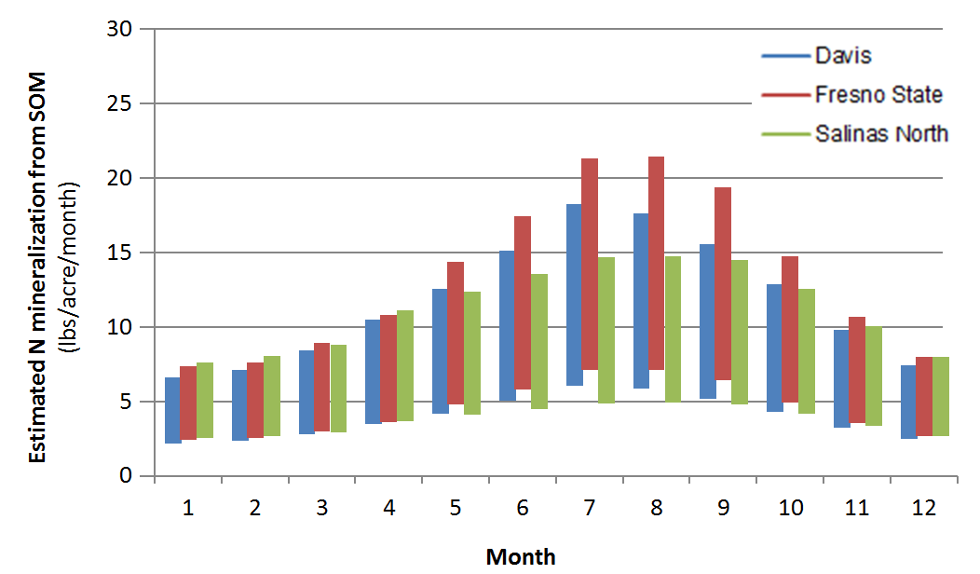 Estimated N mineralization from SOM
(lbs/acre/month)
30
25
20
15
10
5
0
Davis
Fresno State
Salinas North
1 2 3 4 5 6 7 8 9 10 11 12
Month